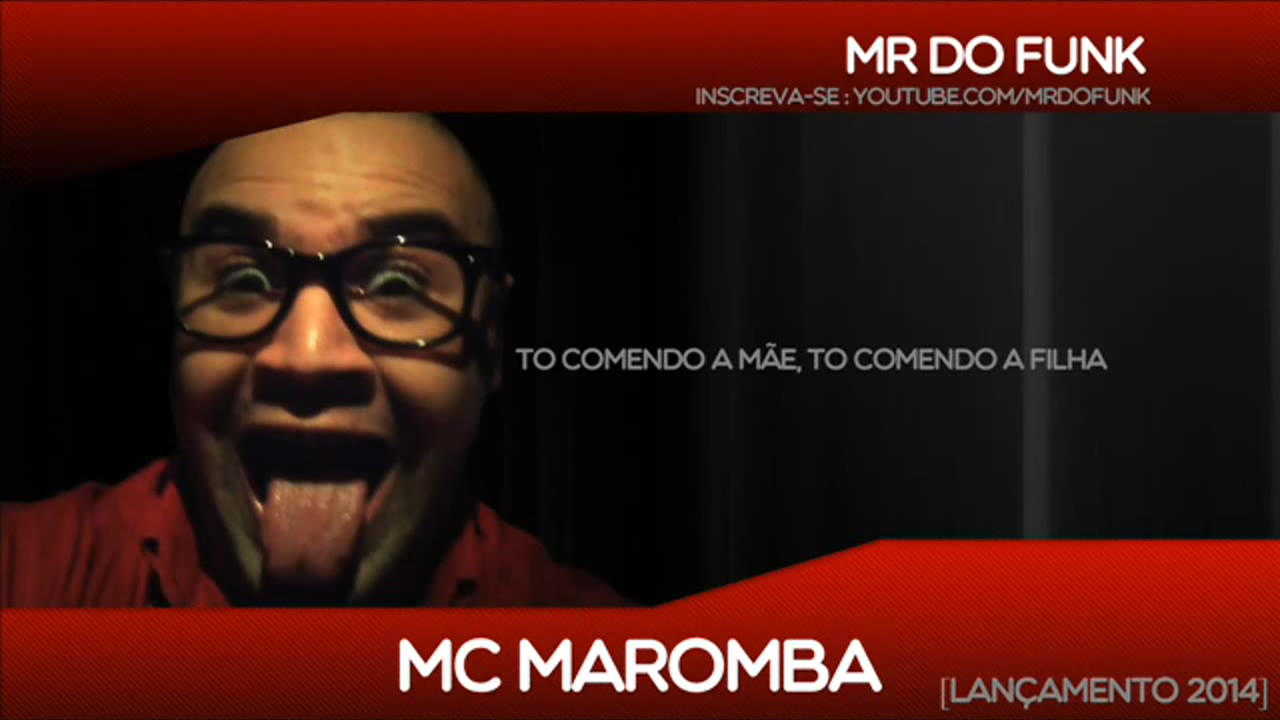 MR DO FUNK
INSCREVA-SE : YOUTUBE.COM/MRDOFUNK
TO COMENDO A MÃE, TO COMENDO A FILHA
MC MAROMBA
[LANÇAMENTO 2014]